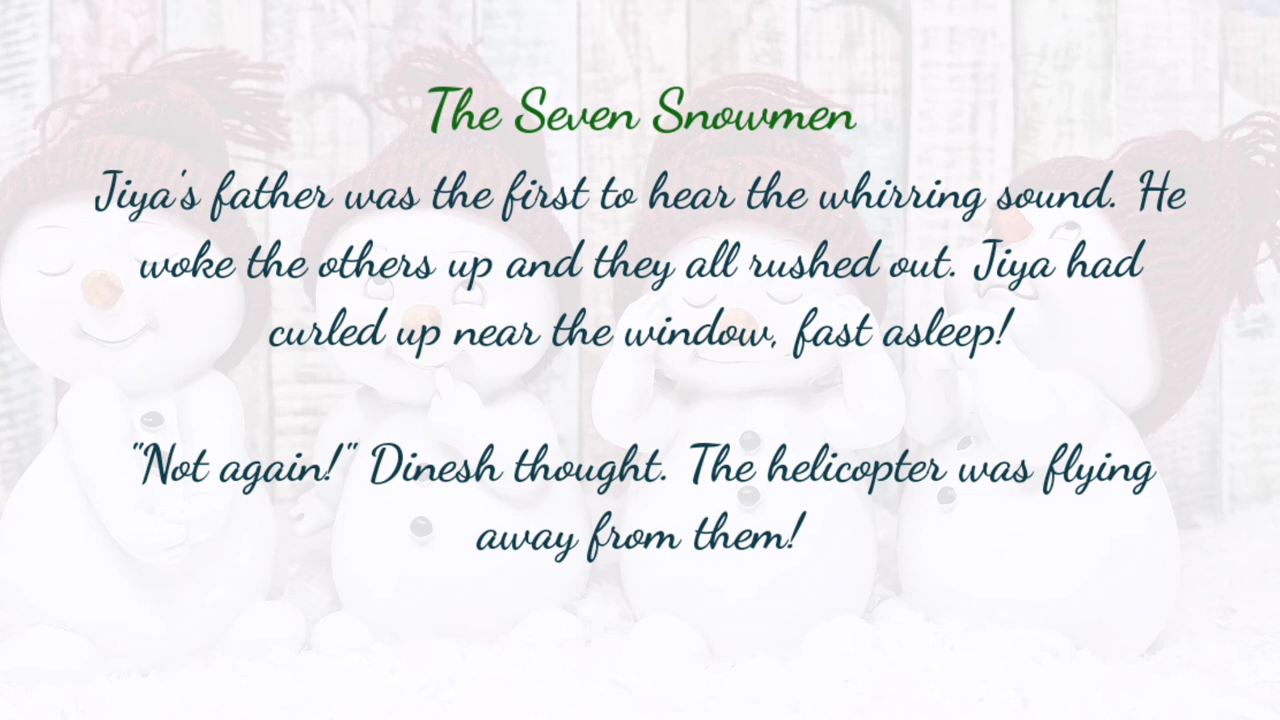 The Seven Snowmen
Jiya's father was the first to hear the whirring sound. He
woke the others up and they all rushed out. Jiya had
curled up near the window, fast asleep!
"Not again!" Dinesh thought. The helicopter was flying
away from them!